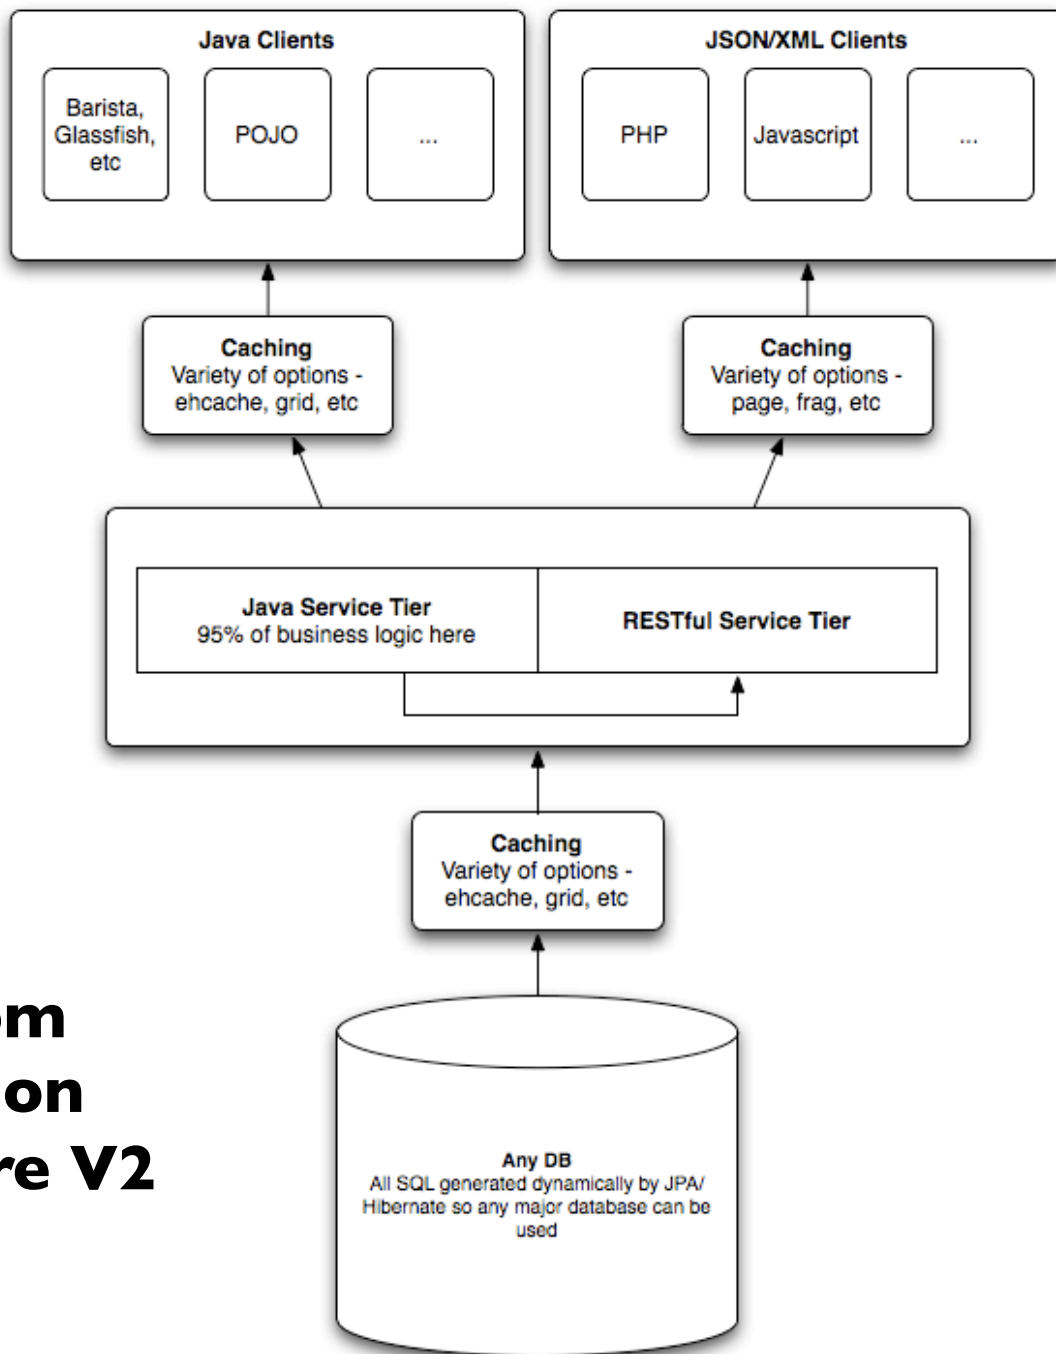 Java Clients
Barista,
Glassfish,
etc
POJO
...
JSON/XML Clients
PHP
Javascript
...
Caching
Variety of options -
ehcache, grid, etc
Caching
Variety of options -
page, frag, etc
Java Service Tier
95% of business logic here
RESTful Service Tier
Caching
Variety of options -
ehcache, grid, etc
Any DB
All SQL generated dynamically by JPA/
Hibernate so any major database can be
used
om
on
re V2